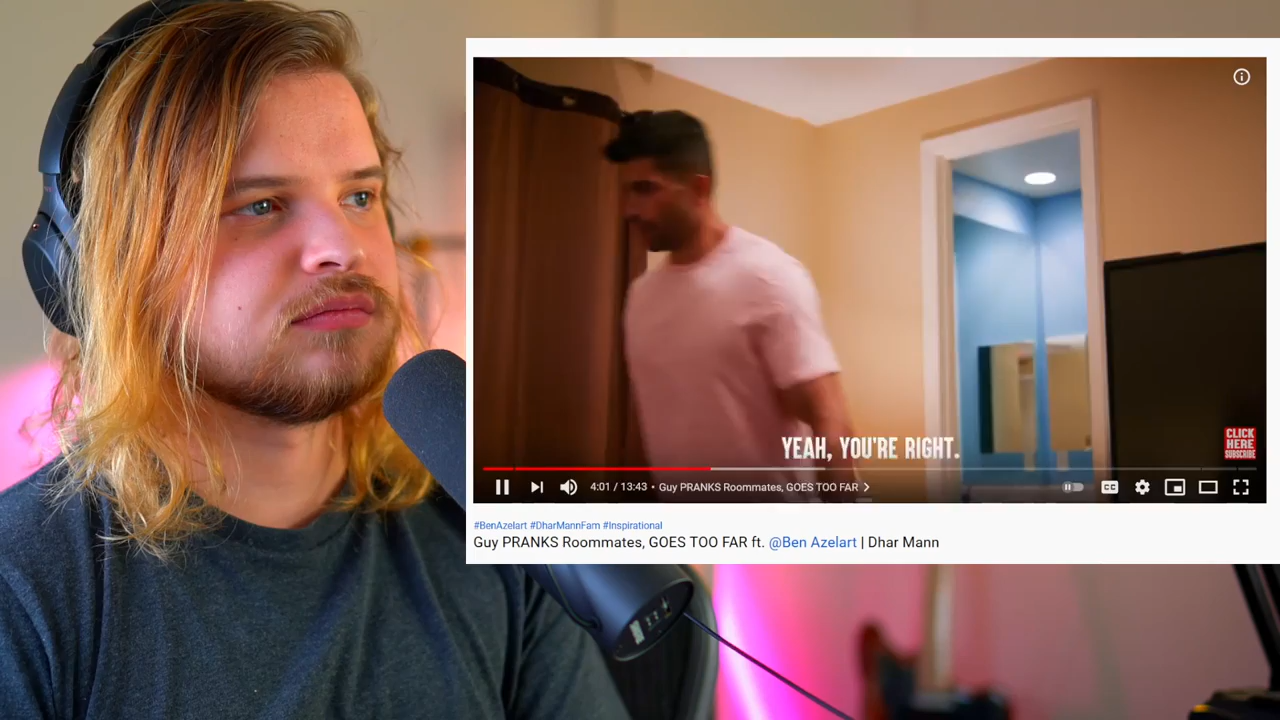 CLICK
HERE
SUBSCRIBE
YEAH, YOU'RE RIGHT.
4:01 / 13:43 • Guy PRANKS Roommates, GOES TOO FAR >
CC
#BenAzelart #DharMannFam #Inspirational
Guy PRANKS Roommates, GOES TOO FAR ft. @Ben Azelart | Dhar Mann